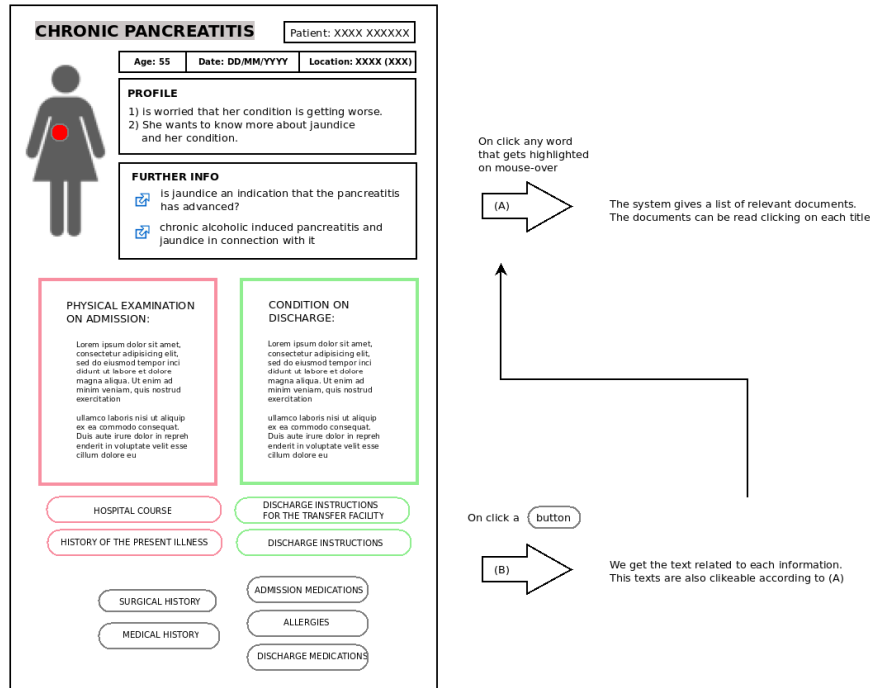 CHRONIC PANCREATITIS
Patient: XXXX XXXXXX
Age: 55
Date: DD/MM/YYYY
Location: XXXX (XXX)
PROFILE
1) is worried that her condition is getting worse.
2) She wants to know more about jaundice
and her condition.
FURTHER INFO
is jaundice an indication that the pancreatitis
has advanced?
chronic alcoholic induced pancreatitis and
jaundice in connection with it
PHYSICAL EXAMINATION
ON ADMISSION:
Lorem ipsum dolor sit amet,
consectetur adipisicing elit,
sed do eiusmod tempor inci
didunt ut labore et dolore
magna aliqua. Ut enim ad
minim veniam, quis nostrud
exercitation
ullamco laboris nisi ut aliquip
ex ea commodo consequat.
Duis aute irure dolor in repreh
enderit in voluptate velit esse
cillum dolore eu
CONDITION ON
DISCHARGE:
Lorem ipsum dolor sit amet,
consectetur adipisicing elit,
sed do eiusmod tempor inci
didunt ut labore et dolore
magna aliqua. Ut enim ad
minim veniam, quis nostrud
exercitation
ullamco laboris nisi ut aliquip
ex ea commodo consequat.
Duis aute irure dolor in repreh
enderit in voluptate velit esse
cillum dolore eu
HOSPITAL COURSE
HISTORY OF THE PRESENT ILLNESS
DISCHARGE INSTRUCTIONS
FOR THE TRANSFER FACILITY
DISCHARGE INSTRUCTIONS
SURGICAL HISTORY
MEDICAL HISTORY
ADMISSION MEDICATIONS
ALLERGIES
DISCHARGE MEDICATIONS
On click any word
that gets highlighted
on mouse-over
(A)
The system gives a list of relevant documents.
The documents can be read clicking on each title
On click a button
(B)
We get the text related to each information.
This texts are also clikeable according to (A)